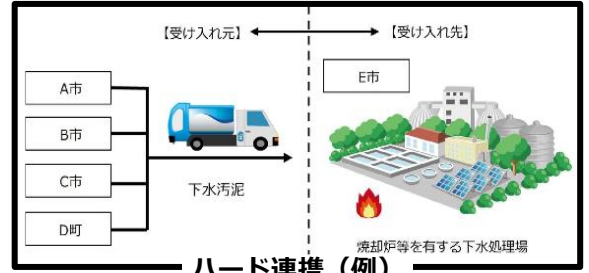 【受け入れ元】
【受け入れ先】
A市
B市
C市
D町
下水汚泥
E市
焼却炉等を有する下水処理場
ハード連携（例）